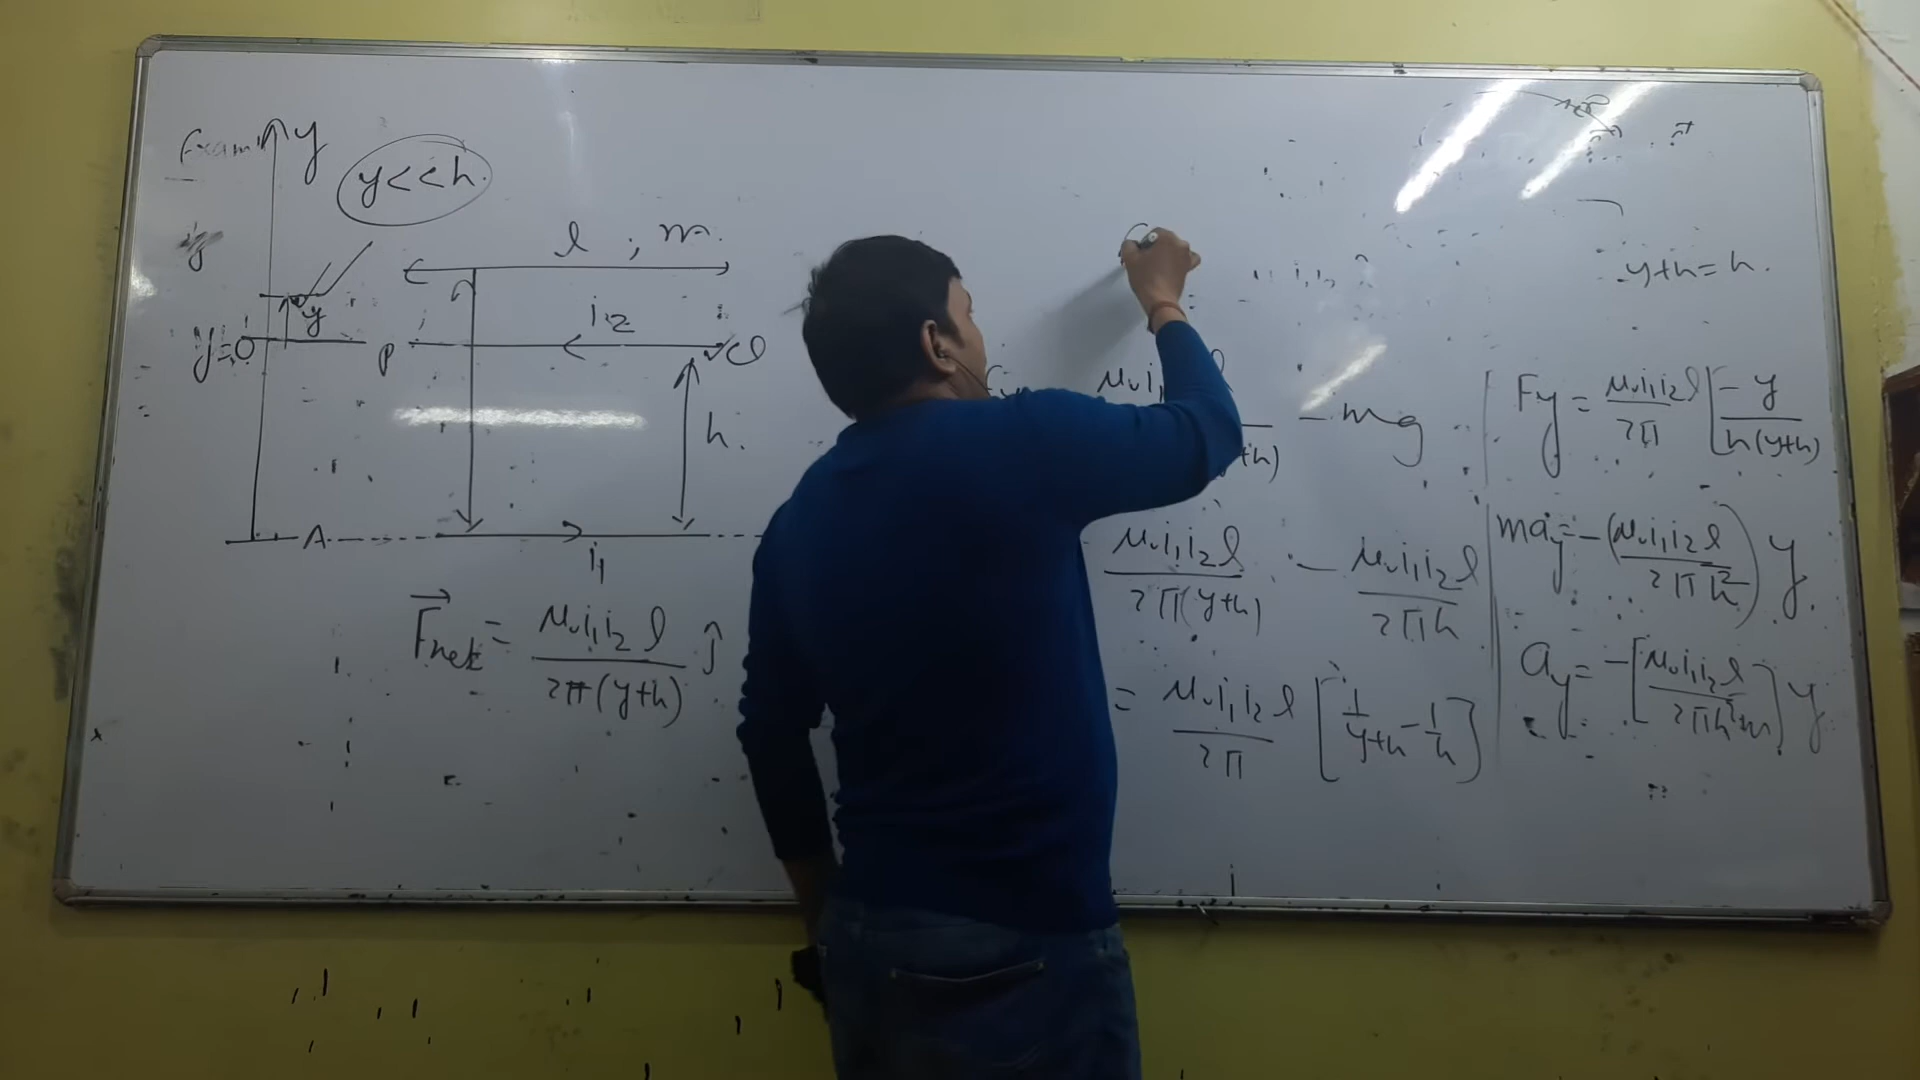 y
y<<h.
l ; m.
y
i2
y=0
P
h.
A
i1
F⃗net = μ₀i₁i₂l / 2π(y+h) ĵ
y+h=h.
- mg
μ₀i₁i₂l / 2π(y+h) - μ₀i₁i₂l / 2πh
= μ₀i₁i₂l / 2π [1/y+h - 1/h]
Fy = μ₀i₁i₂l / 2π [-y / h(y+h)
may = -(μ₀i₁i₂l / 2πh²) y.
ay = -[μ₀i₁i₂l / 2πh²m] y